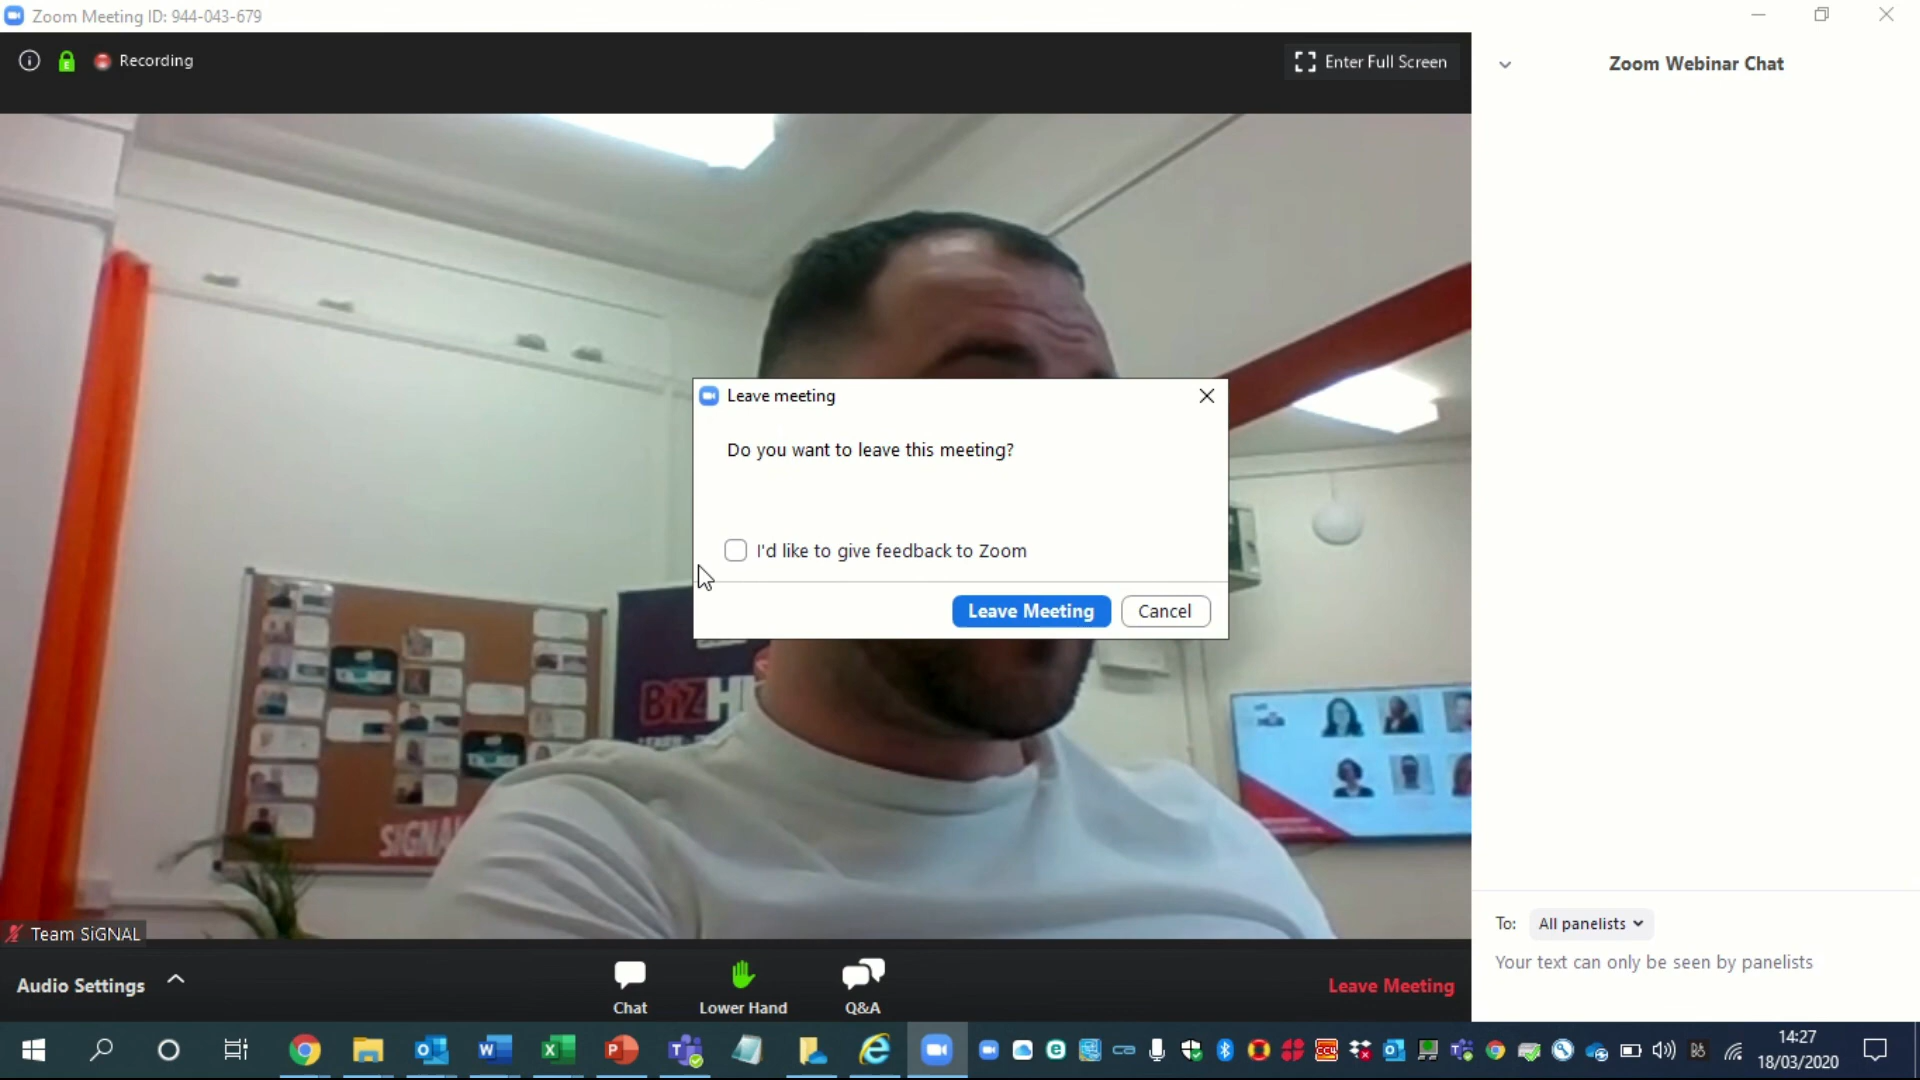 Zoom Meeting ID: 944-043-679
Recording
Enter Full Screen
Zoom Webinar Chat
Leave meeting
Do you want to leave this meeting?
I'd like to give feedback to Zoom
Leave Meeting
Cancel
BiZH
SiGNA
Team SiGNAL
To: All panelists
Your text can only be seen by panelists
Audio Settings
Chat
Lower Hand
Q&A
Leave Meeting
14:27
18/03/2020